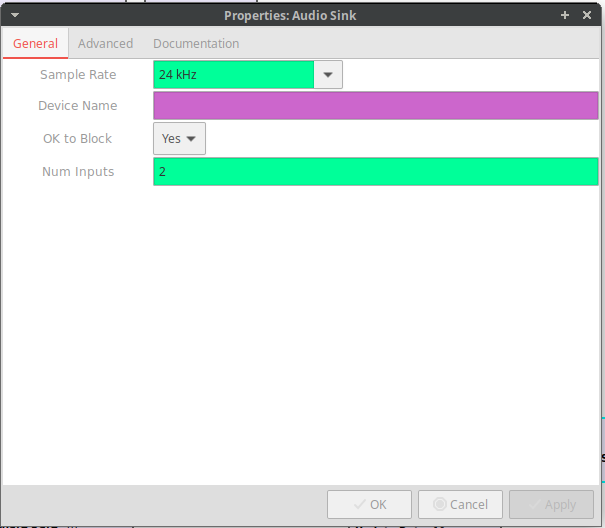 Properties: Audio Sink
General Advanced Documentation
Sample Rate 24 kHz
Device Name
OK to Block Yes
Num Inputs 2
OK Cancel Apply